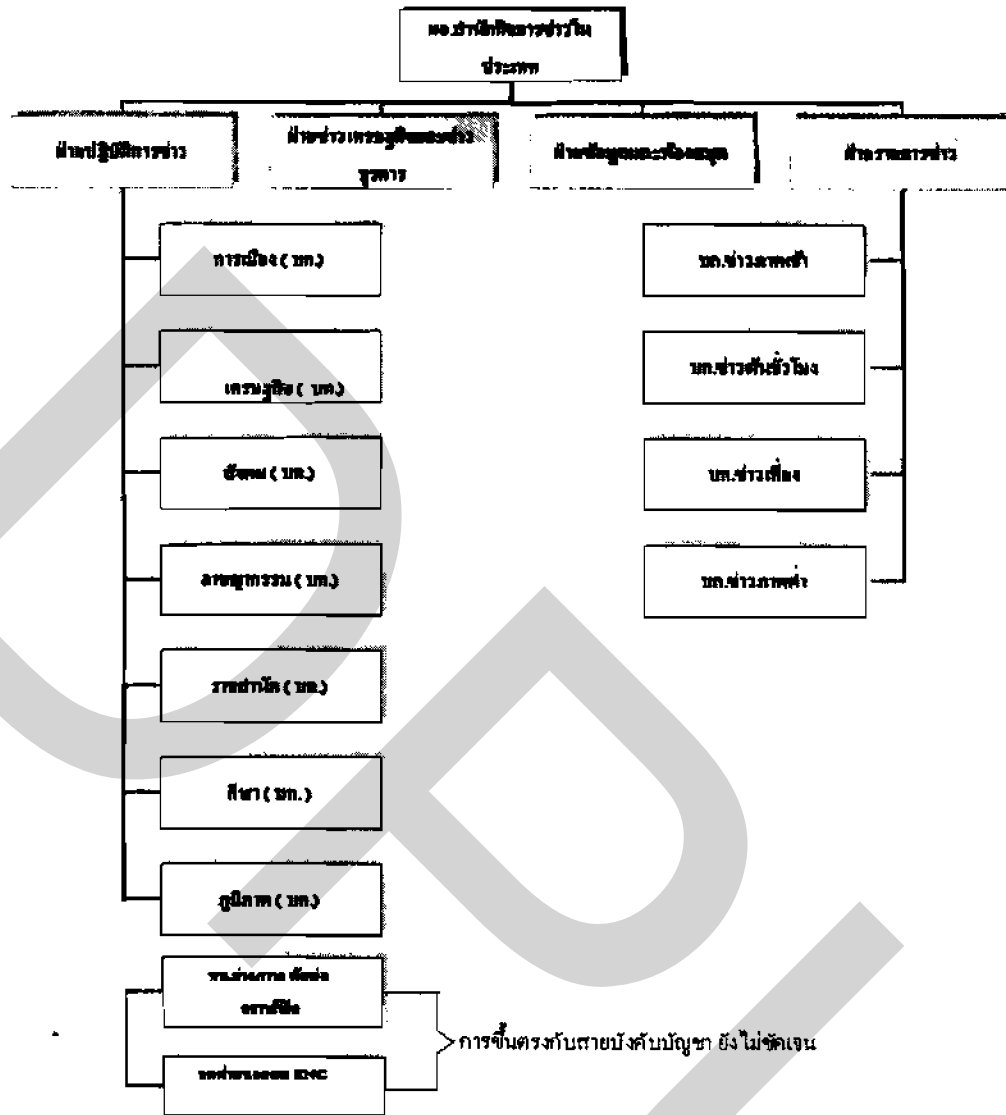 ผอ.สำนักกิจการข่าวใน
ประเทศ
ฝ่ายปฏิบัติการข่าว
ฝ่ายข่าวเศรษฐกิจและข่าว
ธุรการ
ฝ่ายข้อมูลและห้องสมุด
ฝ่ายรายการข่าว
การเมือง ( บก.)
บก.ข่าวภาคเช้า
เศรษฐกิจ ( บก.)
บก.ข่าวต้นชั่วโมง
สังคม ( บก.)
บก.ข่าวเที่ยง
อาชญากรรม ( บก.)
บก.ข่าวภาคค่ำ
ราชสำนัก ( บก.)
กีฬา ( บก. )
ภูมิภาค ( บก.)
การขึ้นตรงกับสายบังคับบัญชา ยังไม่ชัดเจน